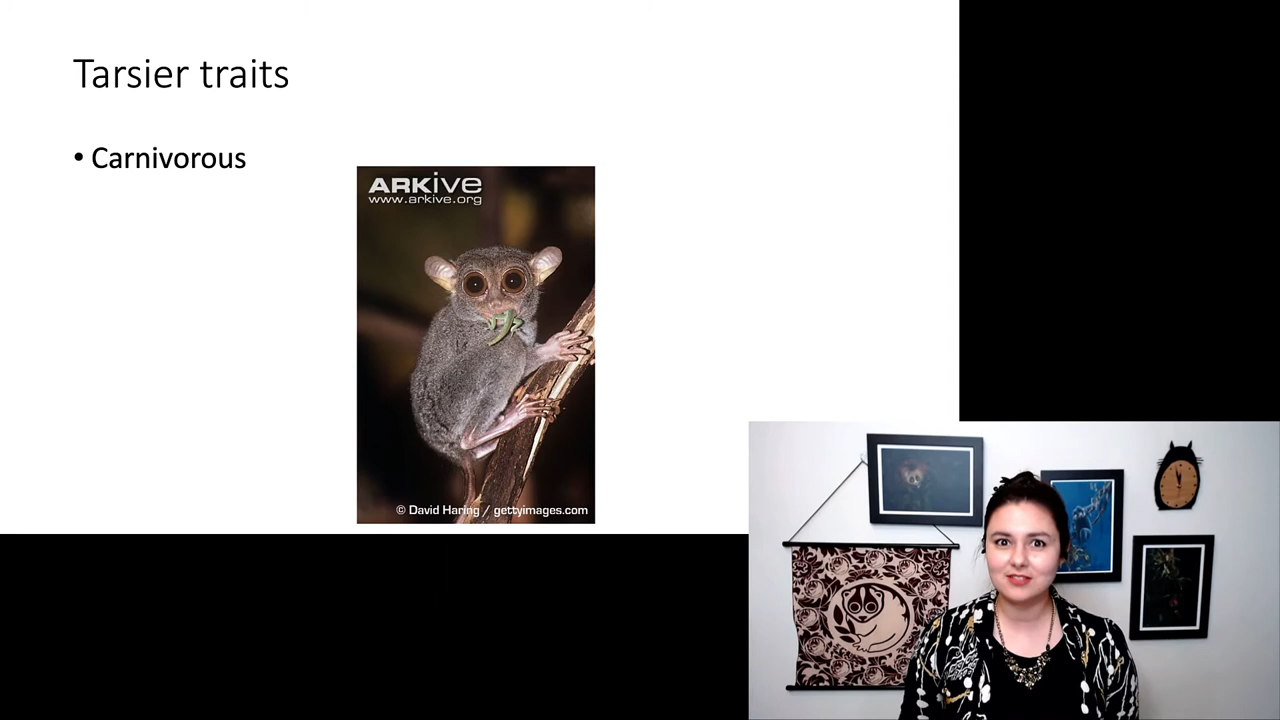 Tarsier traits
• Carnivorous
ARKive
www.arkive.org
© David Haring / gettyimages.com